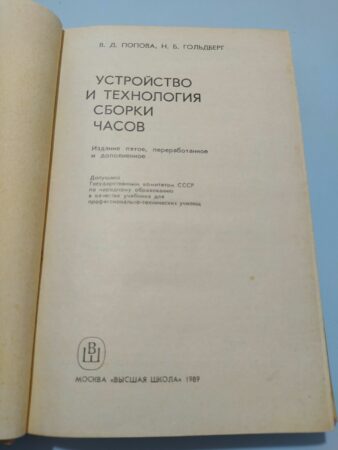 В. Д. ПОПОВА, Н. Б. ГОЛЬДБЕРГ
УСТРОЙСТВО
И ТЕХНОЛОГИЯ
СБОРКИ
ЧАСОВ
Издание пятое, переработанное
и дополненное
Допущено
Государственным комитетом СССР
по народному образованию
в качестве учебника для
профессионально-технических училищ
ВШ
МОСКВА «ВЫСШАЯ ШКОЛА» 1989